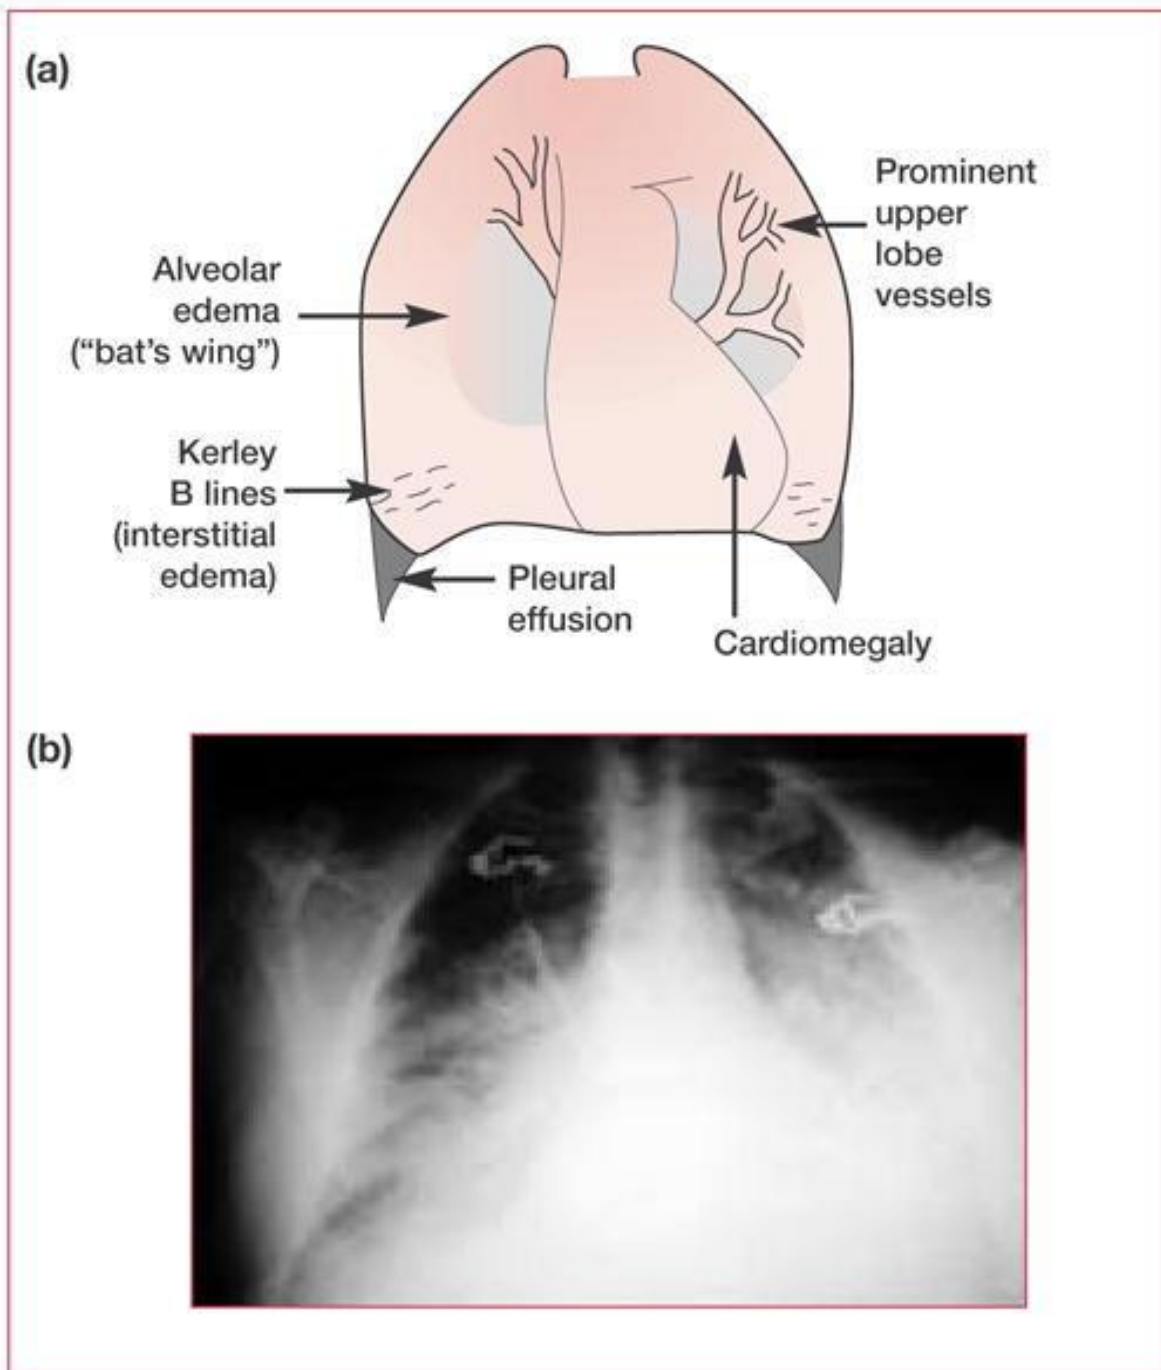 (a)
Prominent
upper
lobe
vessels
Alveolar
edema
(“bat’s wing”)
Kerley
B lines
(interstitial
edema)
Pleural
effusion
Cardiomegaly
(b)